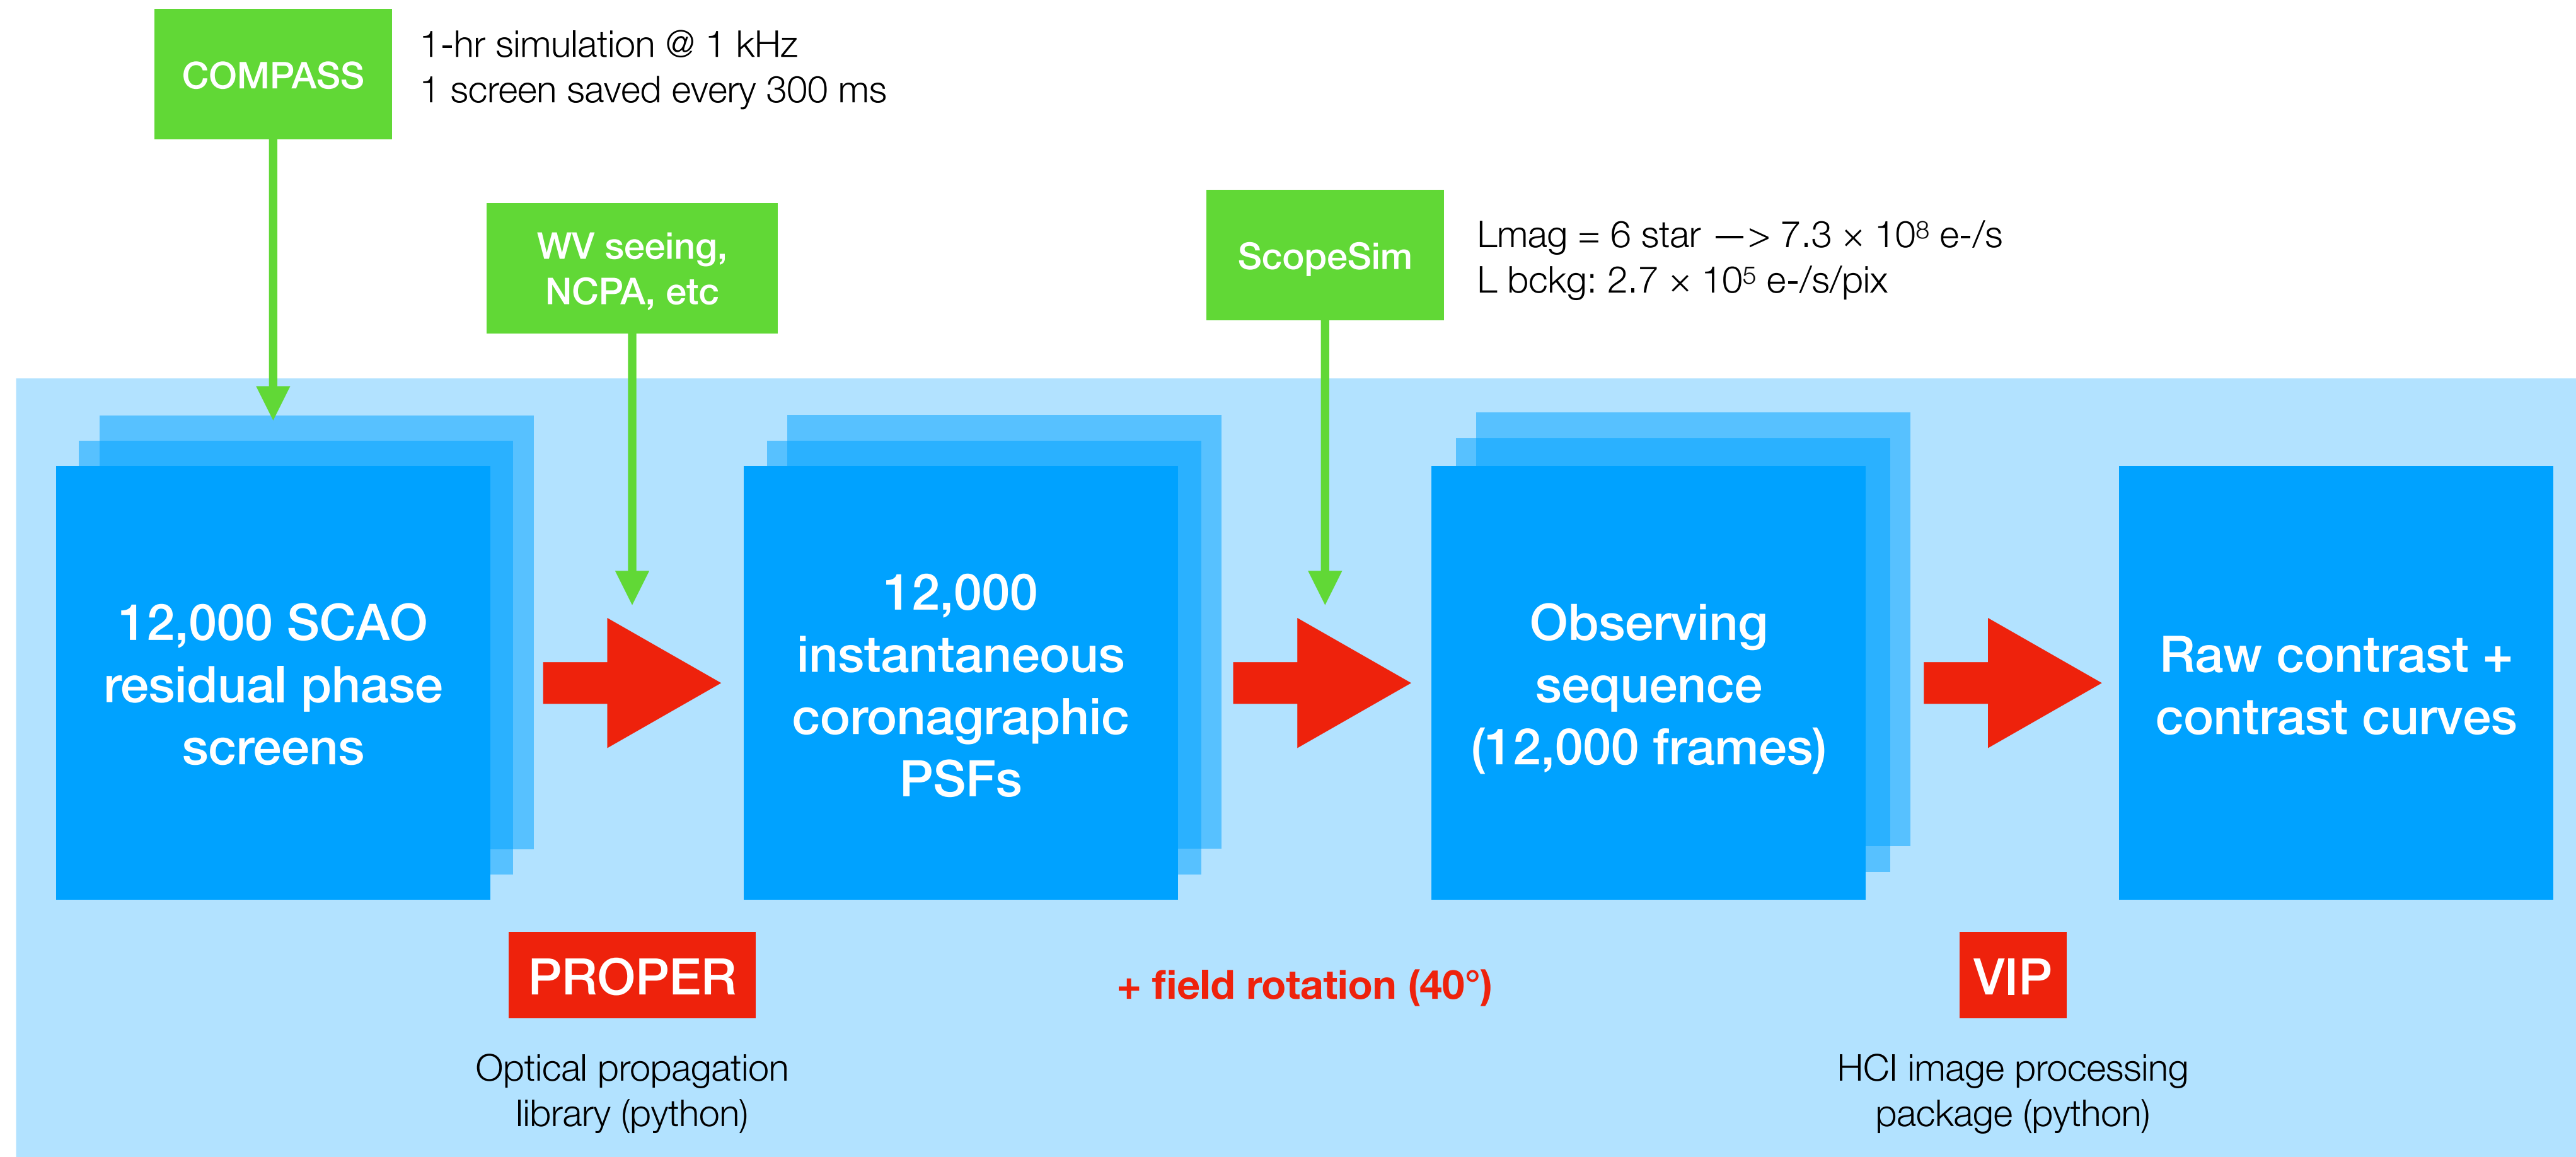 COMPASS
1-hr simulation @ 1 kHz
1 screen saved every 300 ms
WV seeing,
NCPA, etc
ScopeSim
Lmag = 6 star —> 7.3 × 10⁸ e-/s
L bckg: 2.7 × 10⁵ e-/s/pix
12,000 SCAO
residual phase
screens
12,000
instantaneous
coronagraphic
PSFs
Observing
sequence
(12,000 frames)
Raw contrast +
contrast curves
PROPER
Optical propagation
library (python)
+ field rotation (40°)
VIP
HCI image processing
package (python)